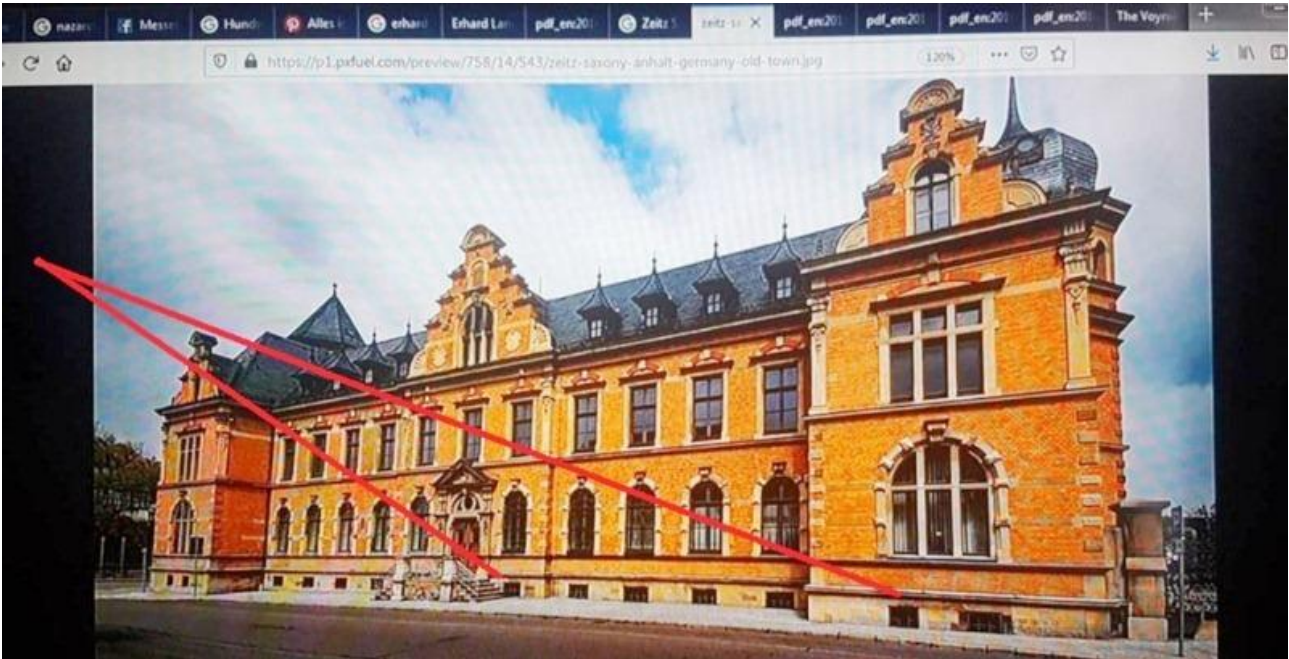 nazar
Messe
Hund
Alles i
erhard
Erhard Lan
pdf_en:201
Zeitz S
zeitz-sa
pdf_en:201
pdf_en:201
pdf_en:201
pdf_en:20
The Voyn
https://p1.pxfuel.com/preview/758/14/543/zeitz-saxony-anhalt-germany-old-town.jpg
120%